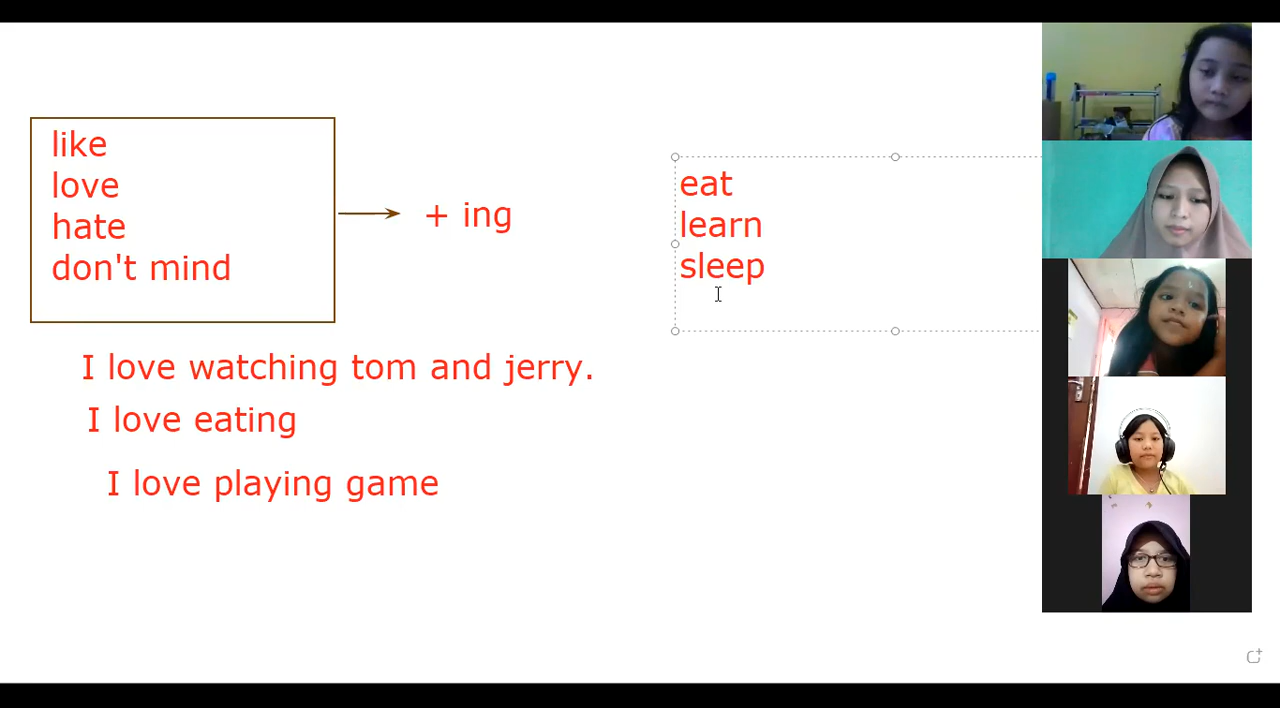 like
love
hate
don't mind
+ ing
eat
learn
sleep
I love watching tom and jerry.
I love eating
I love playing game